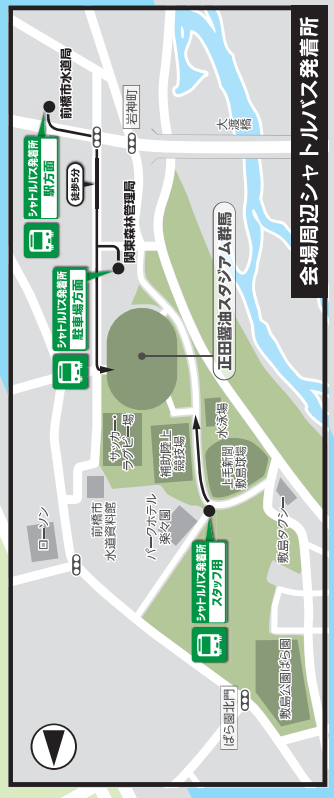 会場周辺シャトルバス発着所
前橋市水道局
シャトルバス発着所
駅方面
徒歩5分
岩神町
大渡橋
関東森林管理局
シャトルバス発着所
駐車場方面
正田醤油スタジアム群馬
サッカー・
ラグビー場
補助陸上
競技場
水泳場
上毛新聞
敷島球場
ローソン
前橋市
水道資料館
パークホテル
楽々園
敷島タクシー
シャトルバス発着所
スタッフ用
ばら園北門
敷島公園ばら園